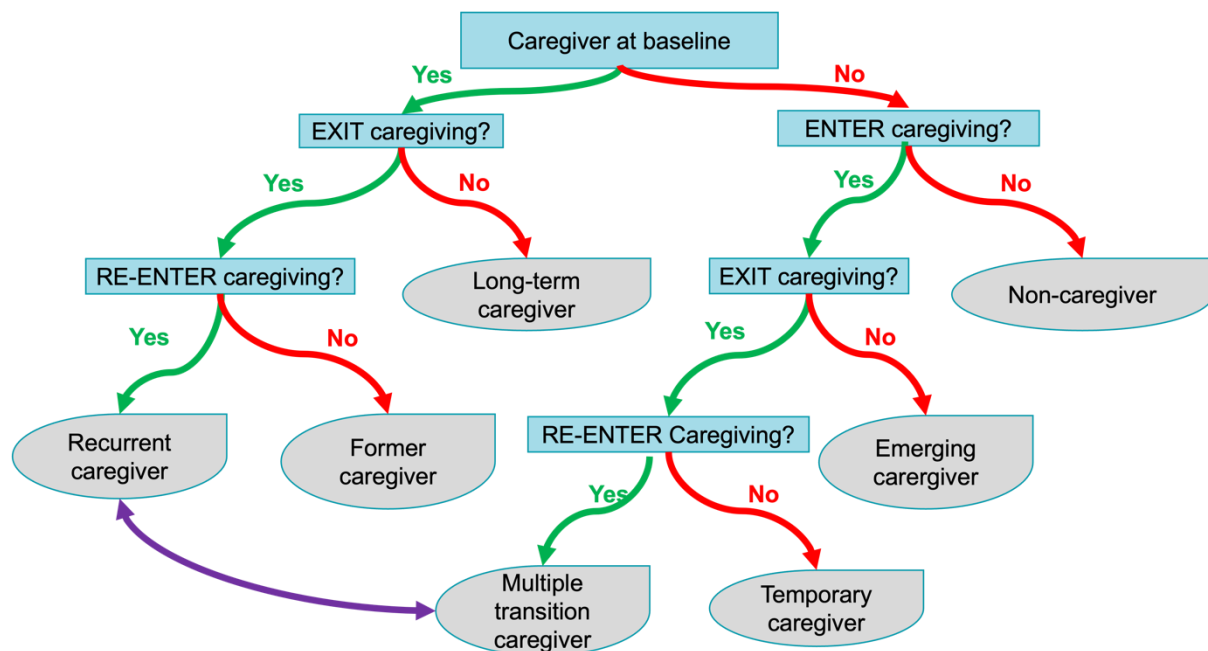 Caregiver at baseline
Yes
No
EXIT caregiving?
ENTER caregiving?
Yes
No
Yes
No
RE-ENTER caregiving?
Long-term
caregiver
EXIT caregiving?
Non-caregiver
Yes
No
Yes
No
Recurrent
caregiver
Former
caregiver
RE-ENTER Caregiving?
Emerging
carergiver
Yes
No
Multiple
transition
caregiver
Temporary
caregiver